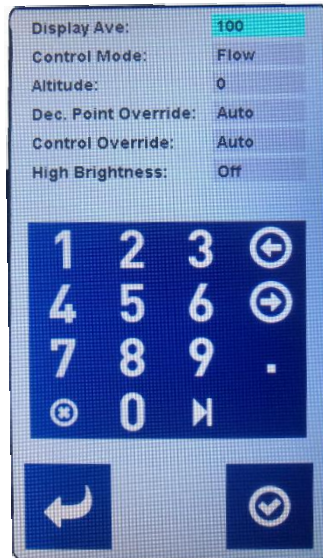 Display Ave: 100
Control Mode: Flow
Altitude: 0
Dec. Point Override: Auto
Control Override: Auto
High Brightness: Off
1 2 3
4 5 6
7 8 9 .
0